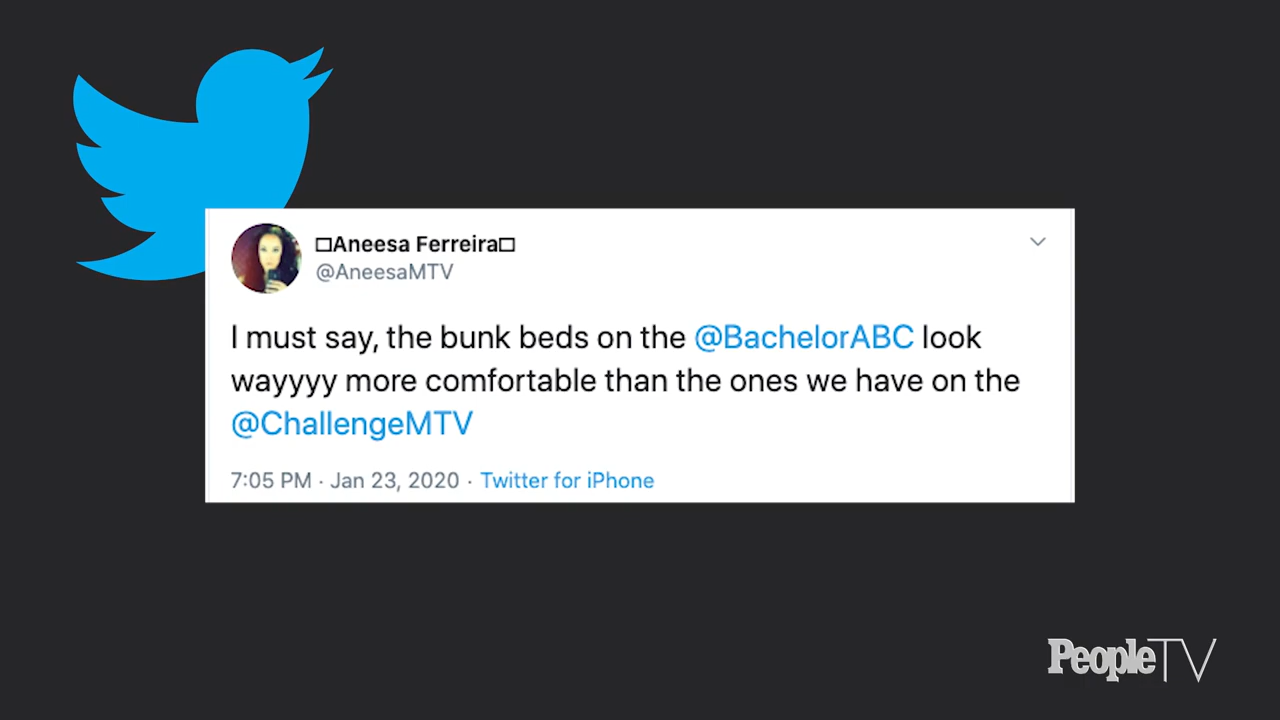 □Aneesa Ferreira□
@AneesaMTV
I must say, the bunk beds on the @BachelorABC look
wayyyy more comfortable than the ones we have on the
@ChallengeMTV
7:05 PM · Jan 23, 2020 · Twitter for iPhone
PeopleTV